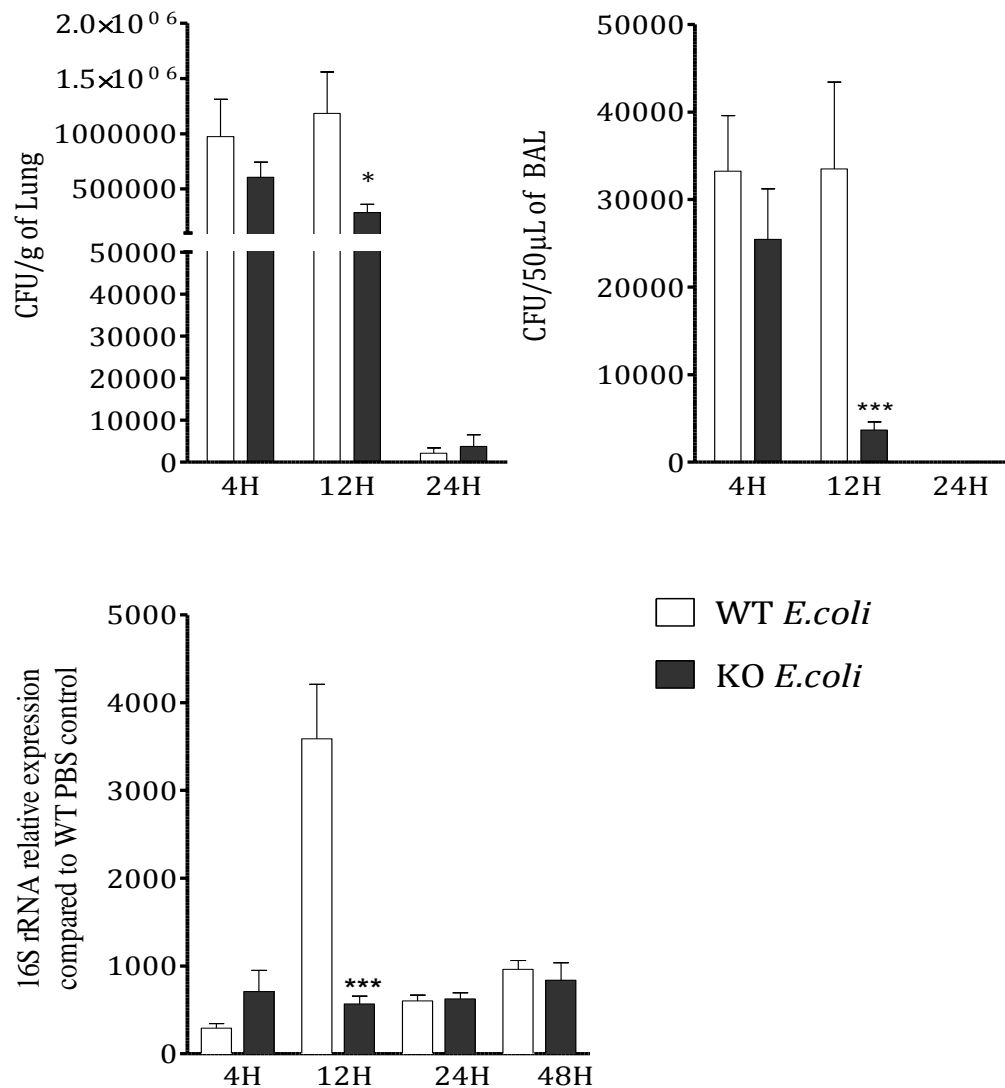 CFU/g of Lung
2.0×10⁰⁶
1.5×10⁰⁶
1000000
500000
50000
40000
30000
20000
10000
0
*
4H 12H 24H
CFU/50µL of BAL
50000
40000
30000
20000
10000
0
***
4H 12H 24H
16S rRNA relative expression
compared to WT PBS control
5000
4000
3000
2000
1000
0
***
4H 12H 24H 48H
WT E.coli
KO E.coli